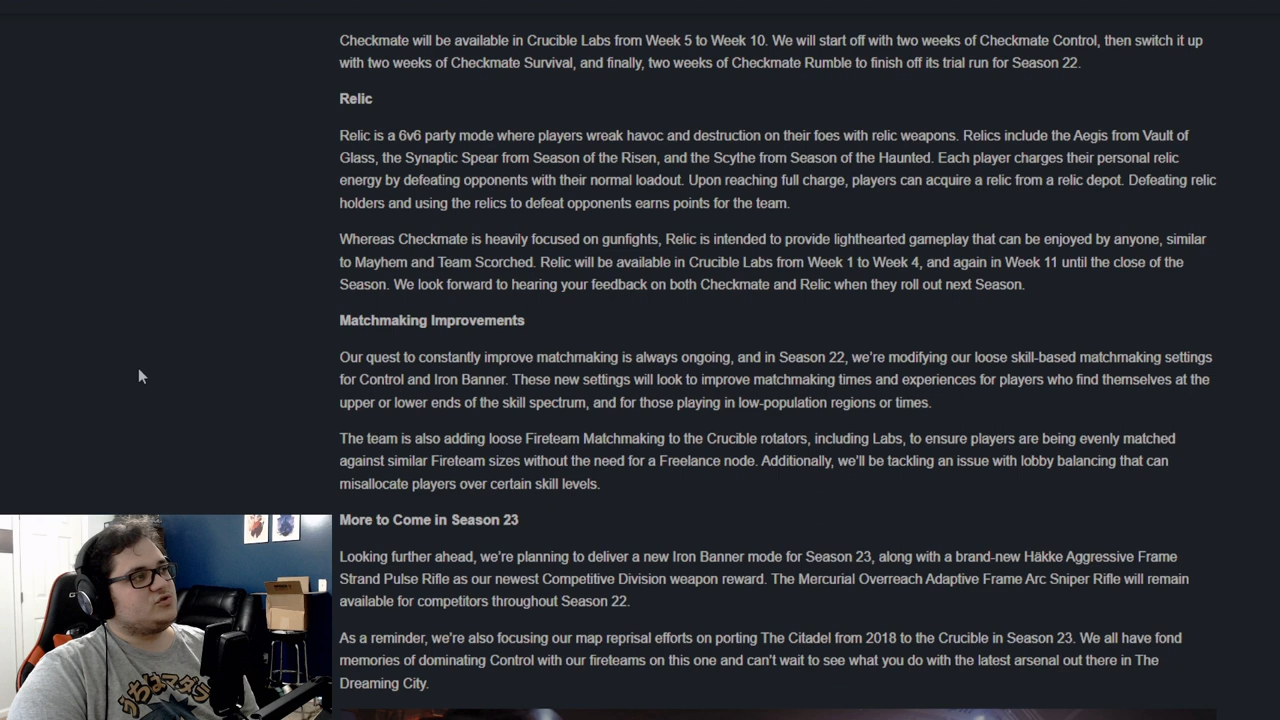 Checkmate will be available in Crucible Labs from Week 5 to Week 10. We will start off with two weeks of Checkmate Control, then switch it up
with two weeks of Checkmate Survival, and finally, two weeks of Checkmate Rumble to finish off its trial run for Season 22.
Relic
Relic is a 6v6 party mode where players wreak havoc and destruction on their foes with relic weapons. Relics include the Aegis from Vault of
Glass, the Synaptic Spear from Season of the Risen, and the Scythe from Season of the Haunted. Each player charges their personal relic
energy by defeating opponents with their normal loadout. Upon reaching full charge, players can acquire a relic from a relic depot. Defeating relic
holders and using the relics to defeat opponents earns points for the team.
Whereas Checkmate is heavily focused on gunfights, Relic is intended to provide lighthearted gameplay that can be enjoyed by anyone, similar
to Mayhem and Team Scorched. Relic will be available in Crucible Labs from Week 1 to Week 4, and again in Week 11 until the close of the
Season. We look forward to hearing your feedback on both Checkmate and Relic when they roll out next Season.
Matchmaking Improvements
Our quest to constantly improve matchmaking is always ongoing, and in Season 22, we're modifying our loose skill-based matchmaking settings
for Control and Iron Banner. These new settings will look to improve matchmaking times and experiences for players who find themselves at the
upper or lower ends of the skill spectrum, and for those playing in low-population regions or times.
The team is also adding loose Fireteam Matchmaking to the Crucible rotators, including Labs, to ensure players are being evenly matched
against similar Fireteam sizes without the need for a Freelance node. Additionally, we'll be tackling an issue with lobby balancing that can
misallocate players over certain skill levels.
More to Come in Season 23
Looking further ahead, we're planning to deliver a new Iron Banner mode for Season 23, along with a brand-new Häkke Aggressive Frame
Strand Pulse Rifle as our newest Competitive Division weapon reward. The Mercurial Overreach Adaptive Frame Arc Sniper Rifle will remain
available for competitors throughout Season 22.
As a reminder, we're also focusing our map reprisal efforts on porting The Citadel from 2018 to the Crucible in Season 23. We all have fond
memories of dominating Control with our fireteams on this one and can't wait to see what you do with the latest arsenal out there in The
Dreaming City.
うちはマダラ